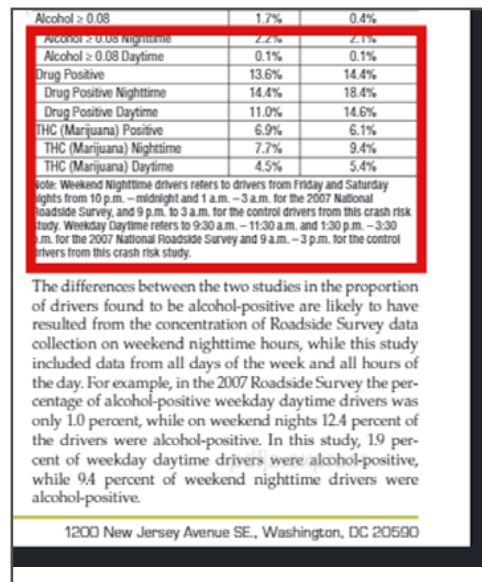 Alcohol ≥ 0.08 1.7% 0.4%
Alcohol ≥ 0.08 Nighttime 2.2% 2.1%
Alcohol ≥ 0.08 Daytime 0.1% 0.1%
Drug Positive 13.6% 14.4%
Drug Positive Nighttime 14.4% 18.4%
Drug Positive Daytime 11.0% 14.6%
THC (Marijuana) Positive 6.9% 6.1%
THC (Marijuana) Nighttime 7.7% 9.4%
THC (Marijuana) Daytime 4.5% 5.4%
Note: Weekend Nighttime drivers refers to drivers from Friday and Saturday
nights from 10 p.m. – midnight and 1 a.m. – 3 a.m. for the 2007 National
Roadside Survey, and 9 p.m. to 3 a.m. for the control drivers from this crash risk
study. Weekday Daytime refers to 9:30 a.m. – 11:30 a.m. and 1:30 p.m. – 3:30
p.m. for the 2007 National Roadside Survey and 9 a.m. – 3 p.m. for the control
drivers from this crash risk study.
The differences between the two studies in the proportion
of drivers found to be alcohol-positive are likely to have
resulted from the concentration of Roadside Survey data
collection on weekend nighttime hours, while this study
included data from all days of the week and all hours of
the day. For example, in the 2007 Roadside Survey the per-
centage of alcohol-positive weekday daytime drivers was
only 1.0 percent, while on weekend nights 12.4 percent of
the drivers were alcohol-positive. In this study, 1.9 per-
cent of weekday daytime drivers were alcohol-positive,
while 9.4 percent of weekend nighttime drivers were
alcohol-positive.
1200 New Jersey Avenue SE., Washington, DC 20590